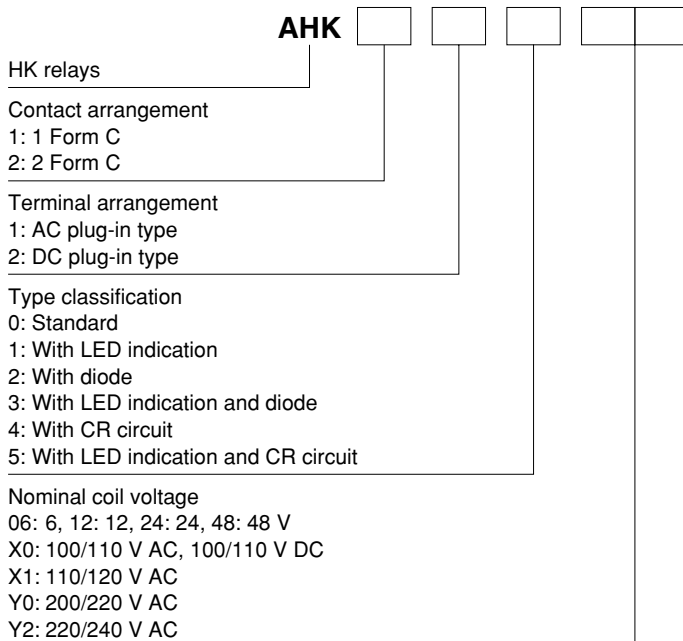 AHK
HK relays
Contact arrangement
1: 1 Form C
2: 2 Form C
Terminal arrangement
1: AC plug-in type
2: DC plug-in type
Type classification
0: Standard
1: With LED indication
2: With diode
3: With LED indication and diode
4: With CR circuit
5: With LED indication and CR circuit
Nominal coil voltage
06: 6, 12: 12, 24: 24, 48: 48 V
X0: 100/110 V AC, 100/110 V DC
X1: 110/120 V AC
Y0: 200/220 V AC
Y2: 220/240 V AC